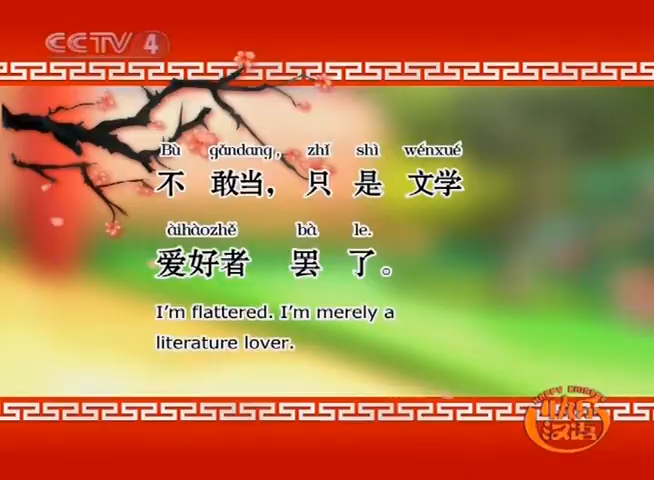 CCTV 4
Bù gǎndang, zhǐ shì wénxué
不 敢当，只 是 文学
àihàozhě bà le.
爱好者 罢 了。
I'm flattered. I'm merely a
literature lover.
快乐
汉语